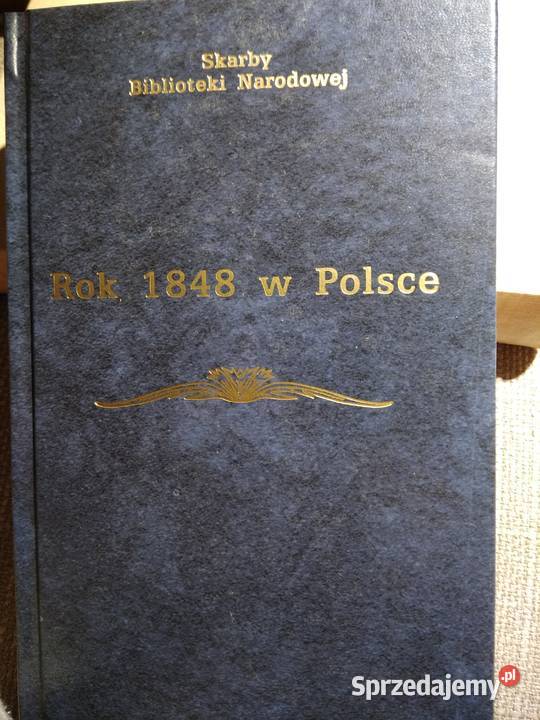 Skarby
Biblioteki Narodowej
Rok 1848 w Polsce
Sprzedajemy.pl